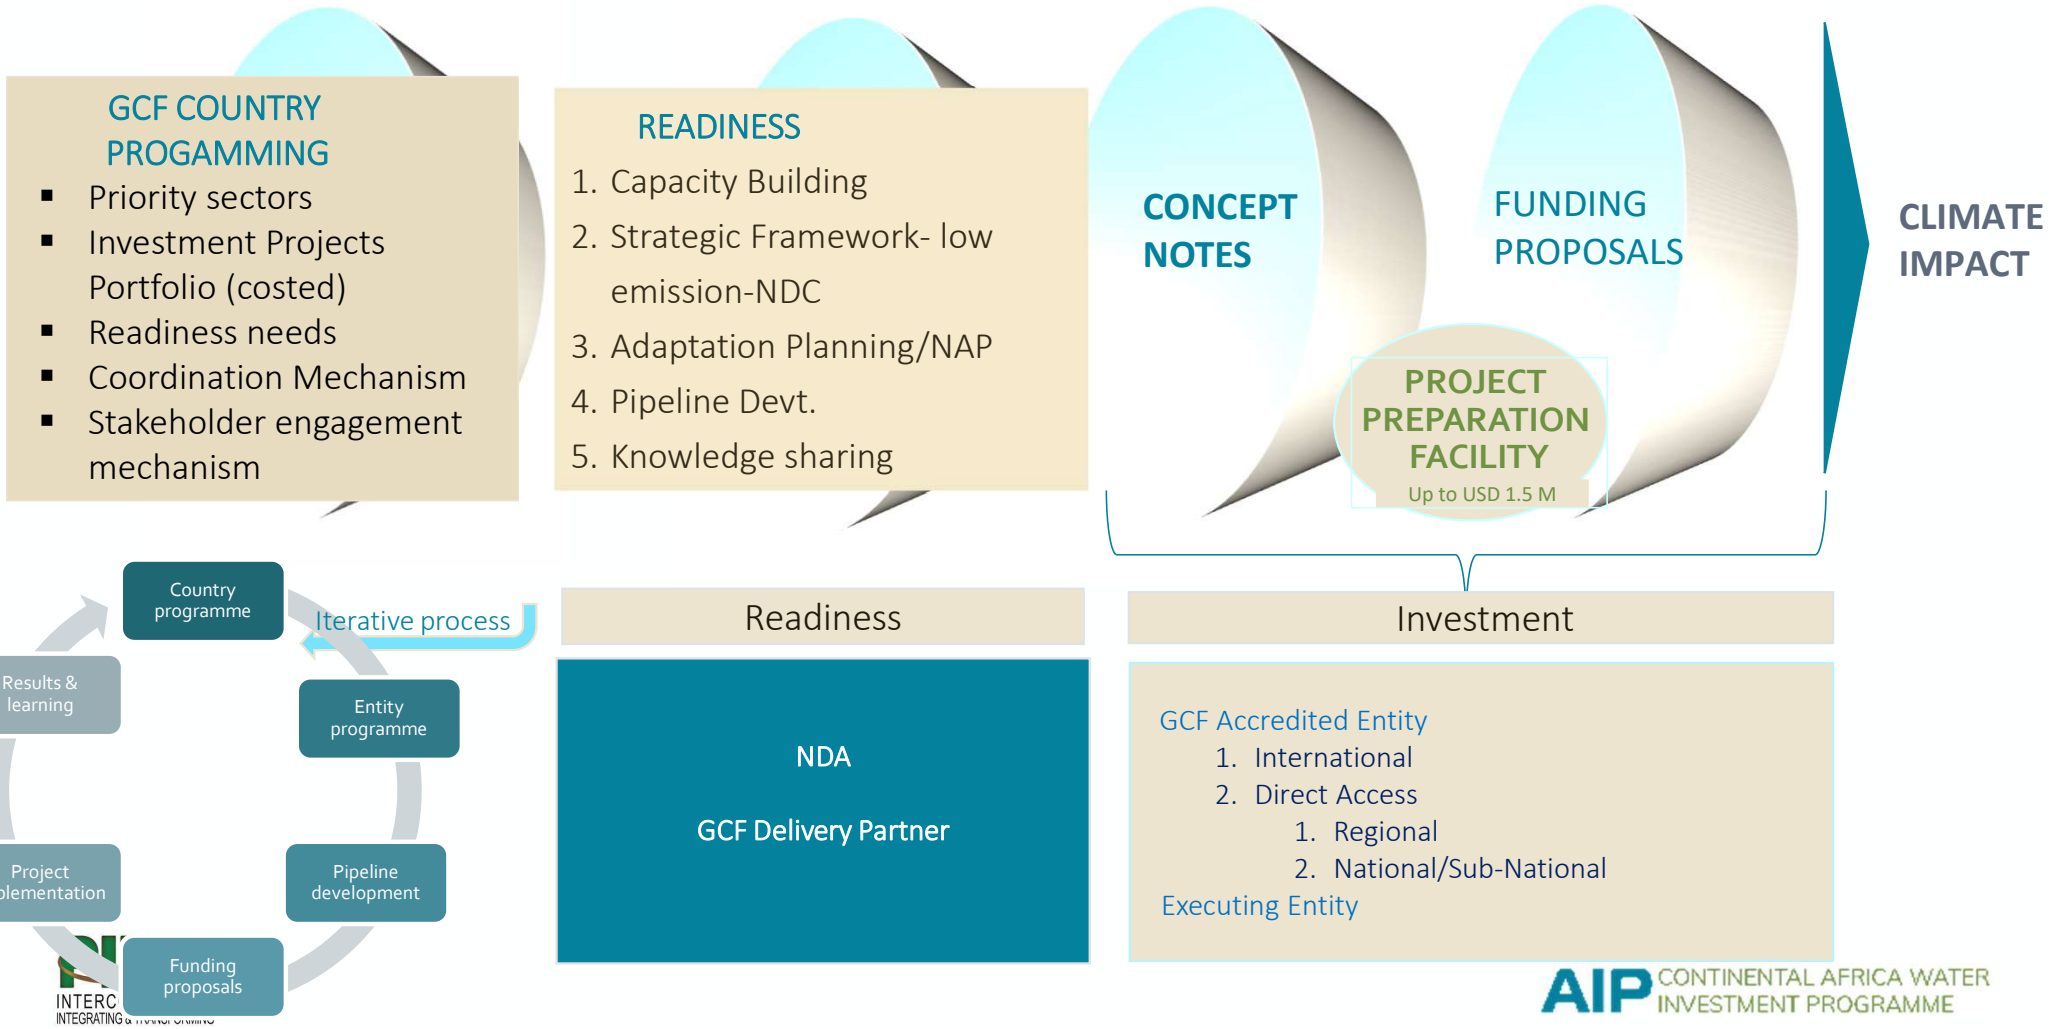 GCF COUNTRY
PROGAMMING
▪ Priority sectors
▪ Investment Projects
Portfolio (costed)
▪ Readiness needs
▪ Coordination Mechanism
▪ Stakeholder engagement
mechanism
READINESS
1. Capacity Building
2. Strategic Framework- low
emission-NDC
3. Adaptation Planning/NAP
4. Pipeline Devt.
5. Knowledge sharing
CONCEPT
NOTES
FUNDING
PROPOSALS
PROJECT
PREPARATION
FACILITY
Up to USD 1.5 M
CLIMATE
IMPACT
Country
programme
Iterative process
Entity
programme
Pipeline
development
Funding
proposals
Project
plementation
Results &
learning
Readiness
NDA
GCF Delivery Partner
Investment
GCF Accredited Entity
1. International
2. Direct Access
1. Regional
2. National/Sub-National
Executing Entity
INTERC
INTEGRATING &
AIP CONTINENTAL AFRICA WATER
INVESTMENT PROGRAMME